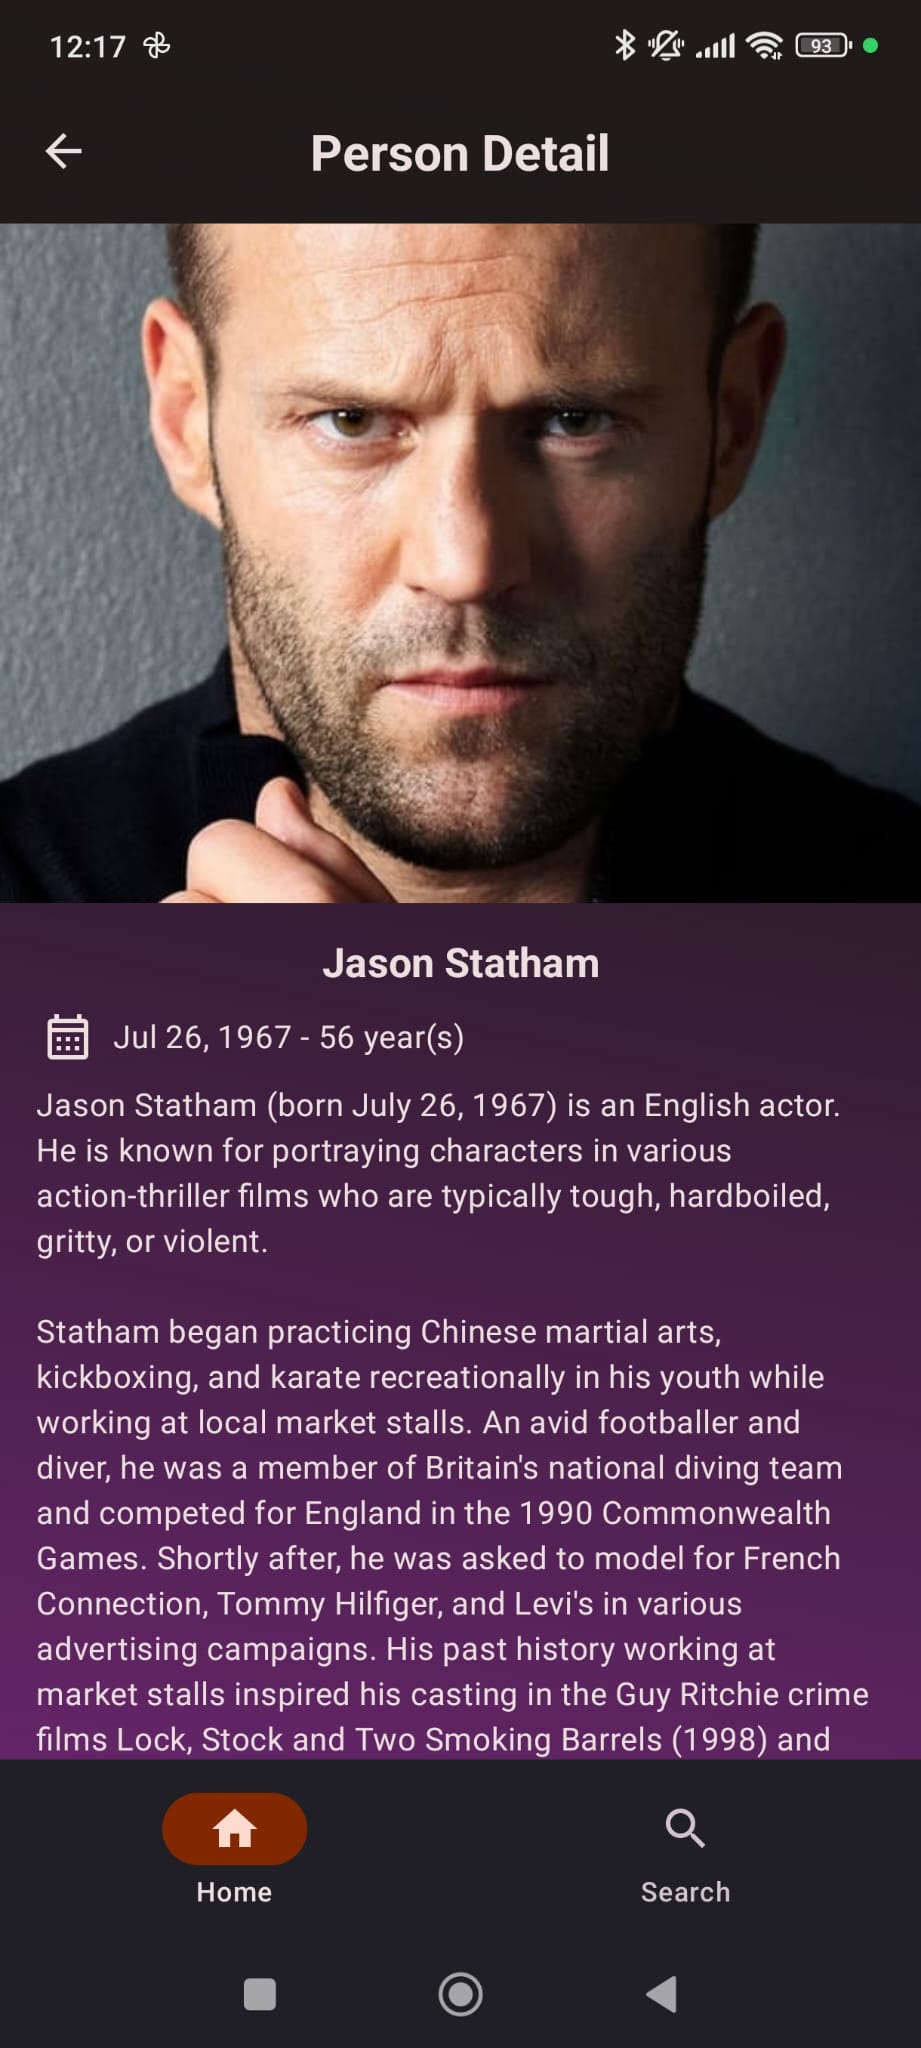 12:17
93
Person Detail
Jason Statham
Jul 26, 1967 - 56 year(s)
Jason Statham (born July 26, 1967) is an English actor.
He is known for portraying characters in various
action-thriller films who are typically tough, hardboiled,
gritty, or violent.
Statham began practicing Chinese martial arts,
kickboxing, and karate recreationally in his youth while
working at local market stalls. An avid footballer and
diver, he was a member of Britain's national diving team
and competed for England in the 1990 Commonwealth
Games. Shortly after, he was asked to model for French
Connection, Tommy Hilfiger, and Levi's in various
advertising campaigns. His past history working at
market stalls inspired his casting in the Guy Ritchie crime
films Lock, Stock and Two Smoking Barrels (1998) and
Home
Search